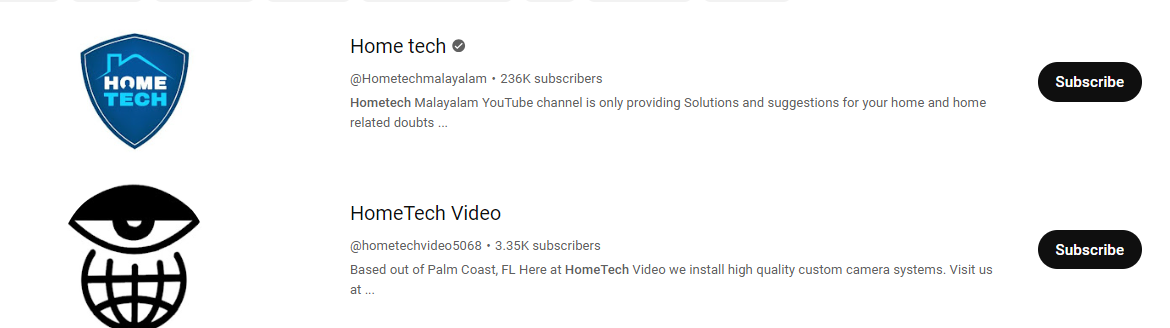 HOME
TECH
Home tech
@Hometechmalayalam • 236K subscribers
Hometech Malayalam YouTube channel is only providing Solutions and suggestions for your home and home
related doubts ...
Subscribe
HomeTech Video
@hometechvideo5068 • 3.35K subscribers
Based out of Palm Coast, FL Here at HomeTech Video we install high quality custom camera systems. Visit us
at ...
Subscribe